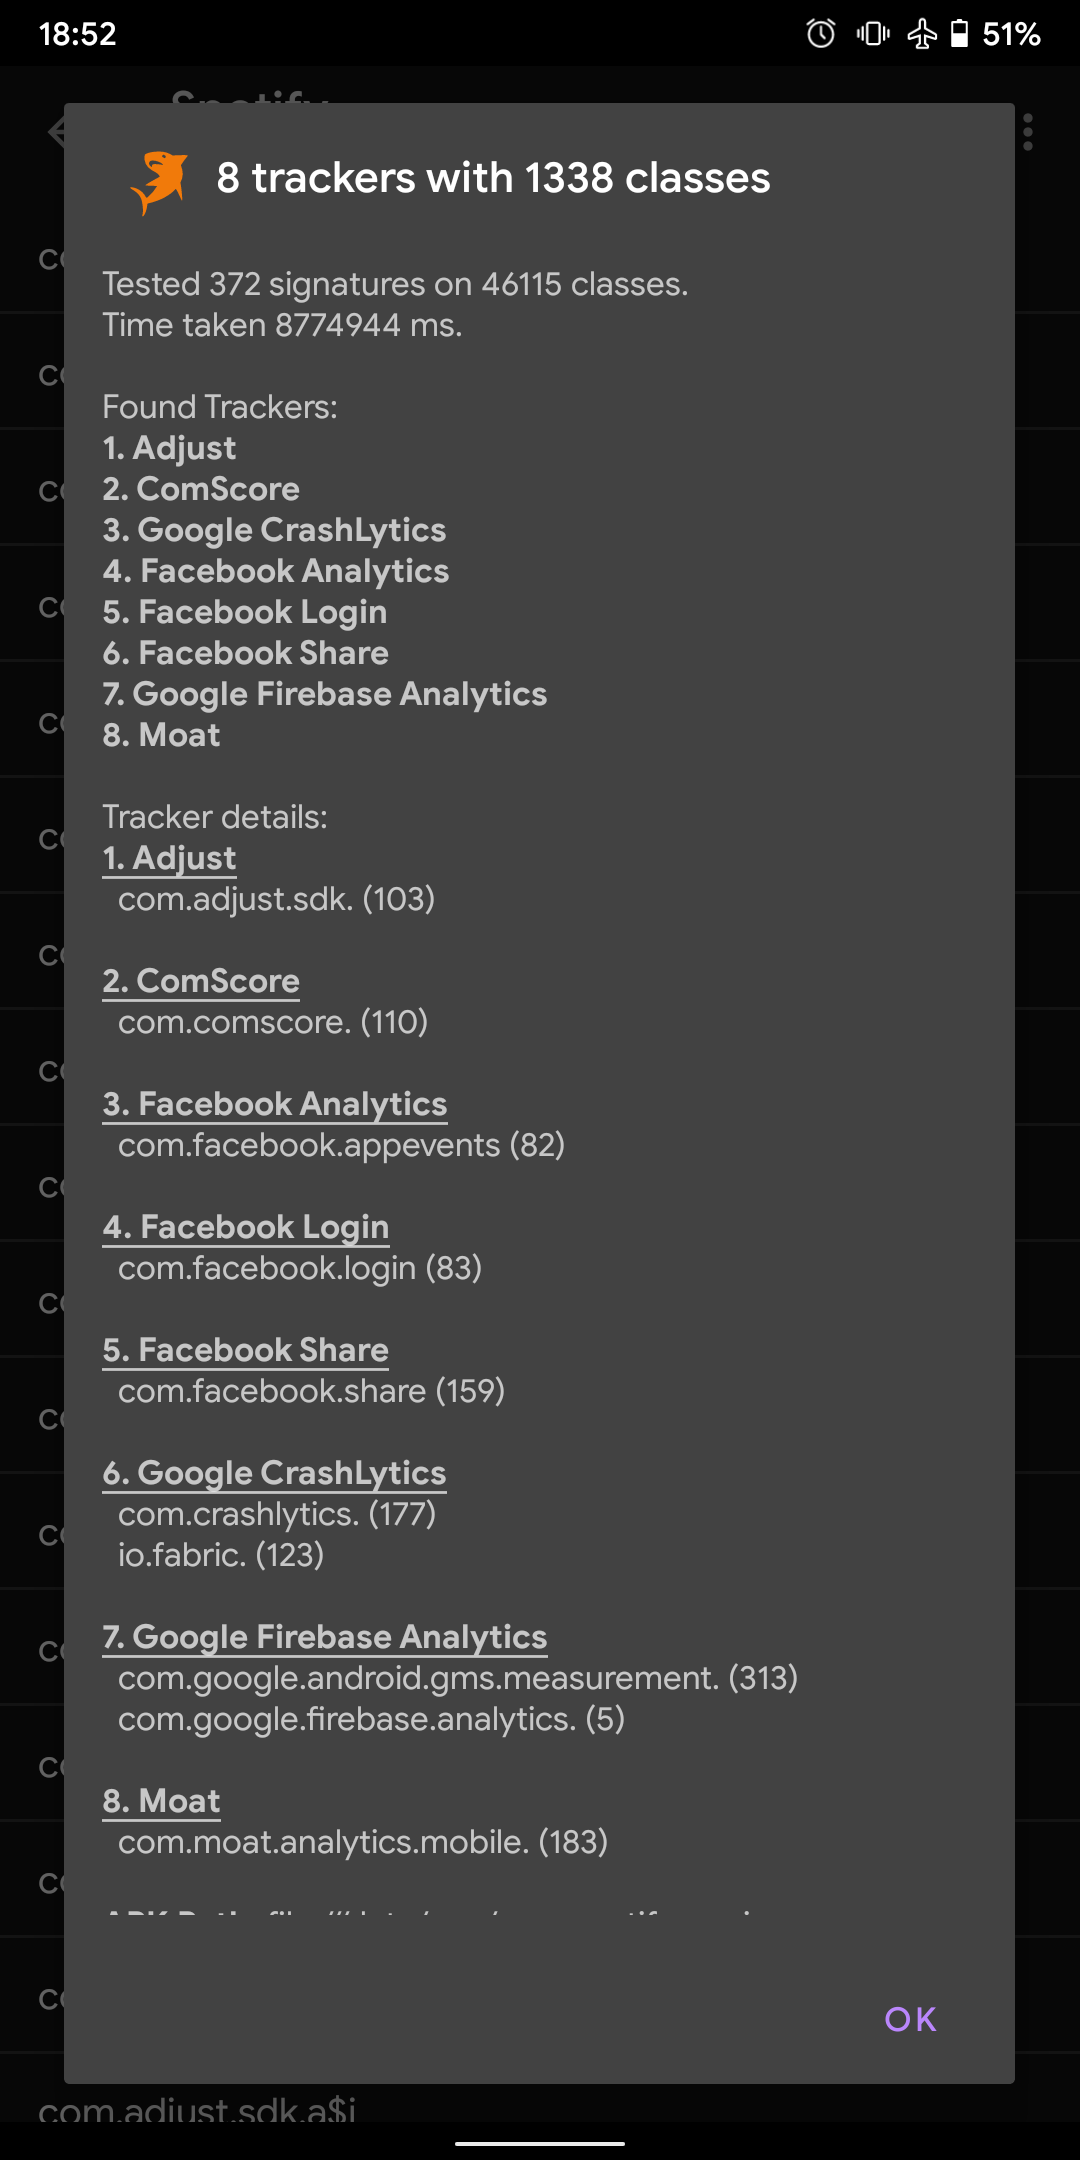 18:52
51%
Spotify
8 trackers with 1338 classes
Tested 372 signatures on 46115 classes.
Time taken 8774944 ms.
Found Trackers:
1. Adjust
2. ComScore
3. Google CrashLytics
4. Facebook Analytics
5. Facebook Login
6. Facebook Share
7. Google Firebase Analytics
8. Moat
Tracker details:
1. Adjust
com.adjust.sdk. (103)
2. ComScore
com.comscore. (110)
3. Facebook Analytics
com.facebook.appevents (82)
4. Facebook Login
com.facebook.login (83)
5. Facebook Share
com.facebook.share (159)
6. Google CrashLytics
com.crashlytics. (177)
io.fabric. (123)
7. Google Firebase Analytics
com.google.android.gms.measurement. (313)
com.google.firebase.analytics. (5)
8. Moat
com.moat.analytics.mobile. (183)
OK
com.adjust.sdk.a$i